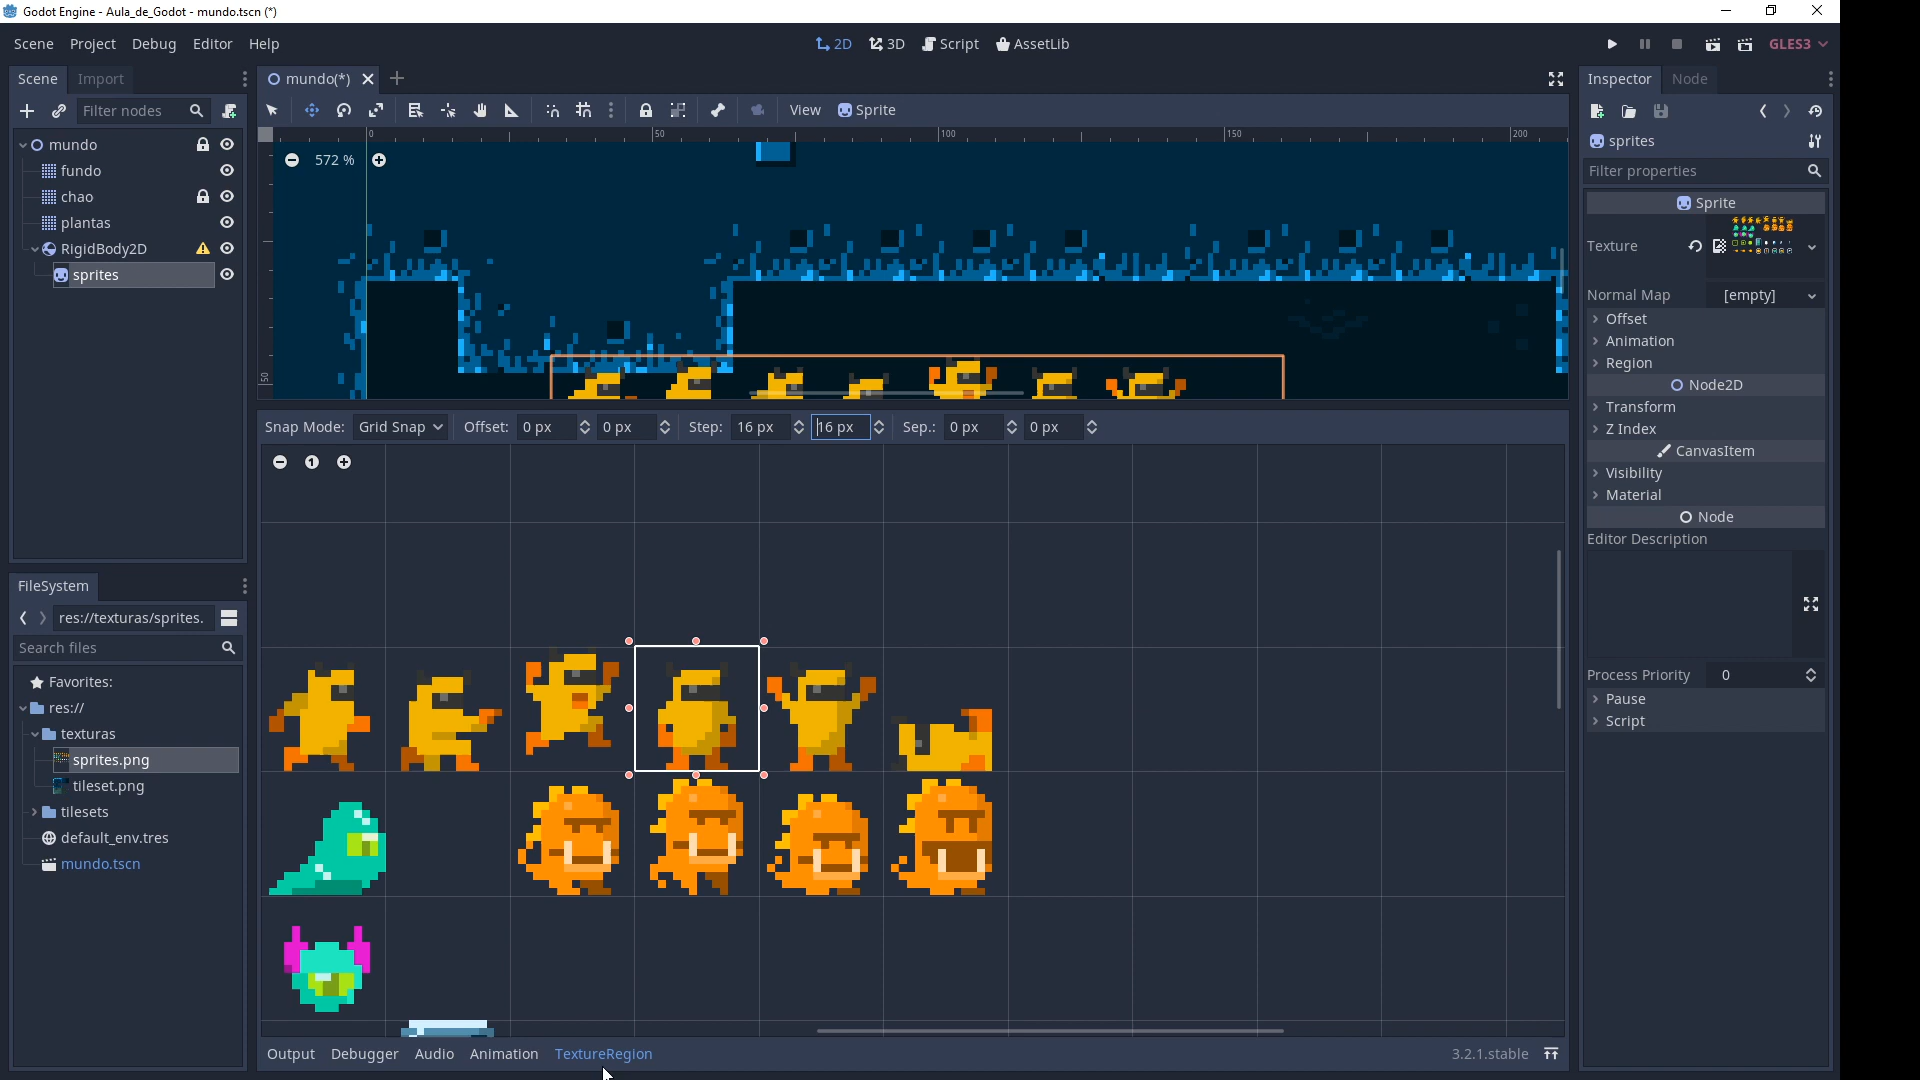 Godot Engine - Aula_de_Godot - mundo.tscn (*)
Scene Project Debug Editor Help
2D 3D Script AssetLib
GLES3
Scene Import
mundo(*)
Inspector Node
Filter nodes
View Sprite
mundo
fundo
chao
plantas
RigidBody2D
sprites
0 50 100 150 200
572 %
50
sprites
Filter properties
Sprite
Texture
Normal Map [empty]
Offset
Animation
Region
Node2D
Transform
Z Index
CanvasItem
Visibility
Material
Node
Editor Description
Process Priority 0
Pause
Script
Snap Mode: Grid Snap Offset: 0 px 0 px Step: 16 px 16 px Sep.: 0 px 0 px
1
FileSystem
res://texturas/sprites.
Search files
Favorites:
res://
texturas
sprites.png
tileset.png
tilesets
default_env.tres
mundo.tscn
Output Debugger Audio Animation TextureRegion
3.2.1.stable